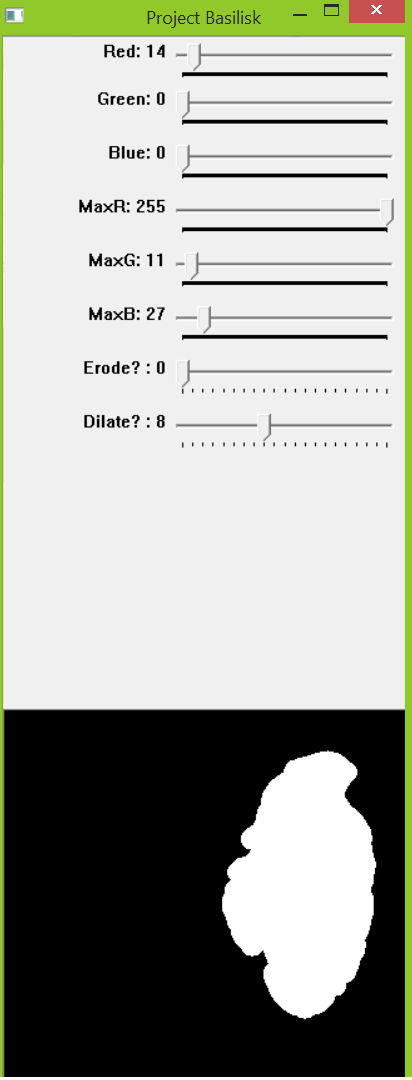 Project Basilisk
Red: 14
Green: 0
Blue: 0
MaxR: 255
MaxG: 11
MaxB: 27
Erode? : 0
Dilate? : 8